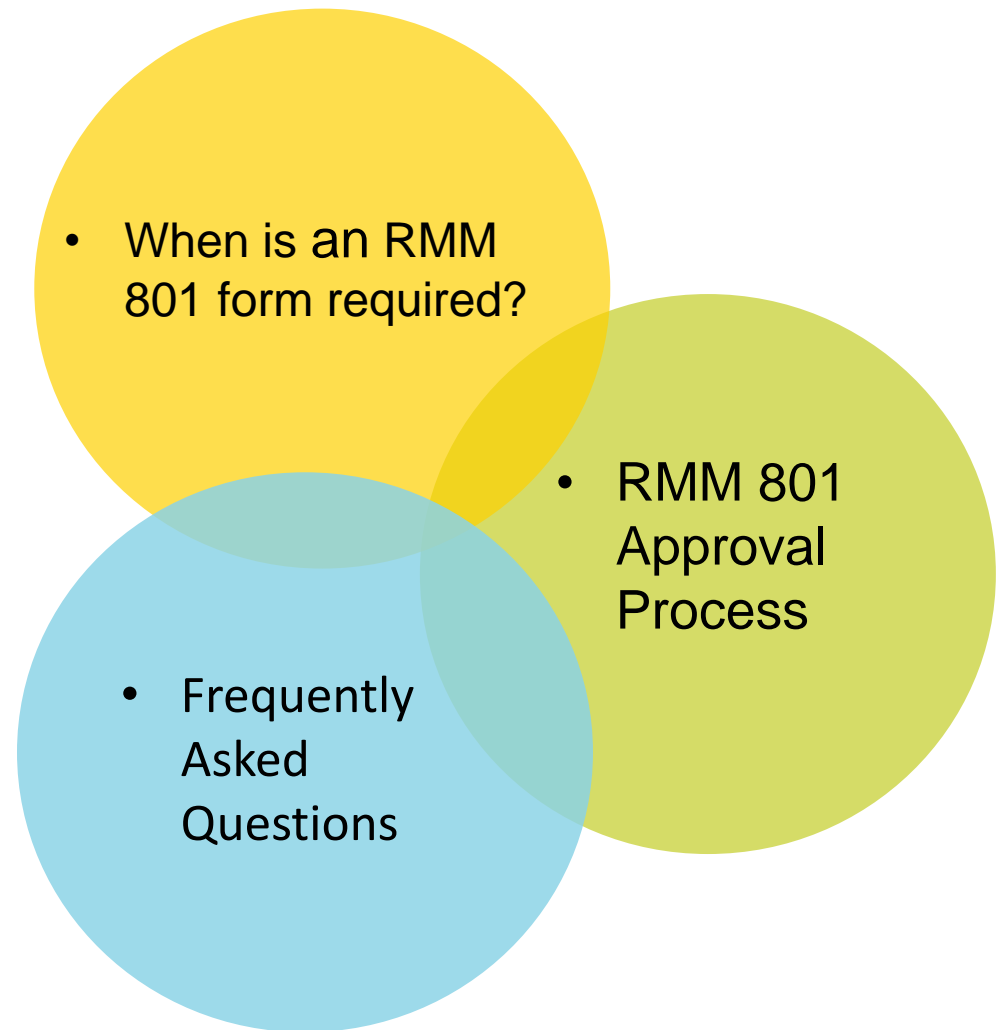 • When is an RMM
801 form required?
• RMM 801
Approval
Process
• Frequently
Asked
Questions